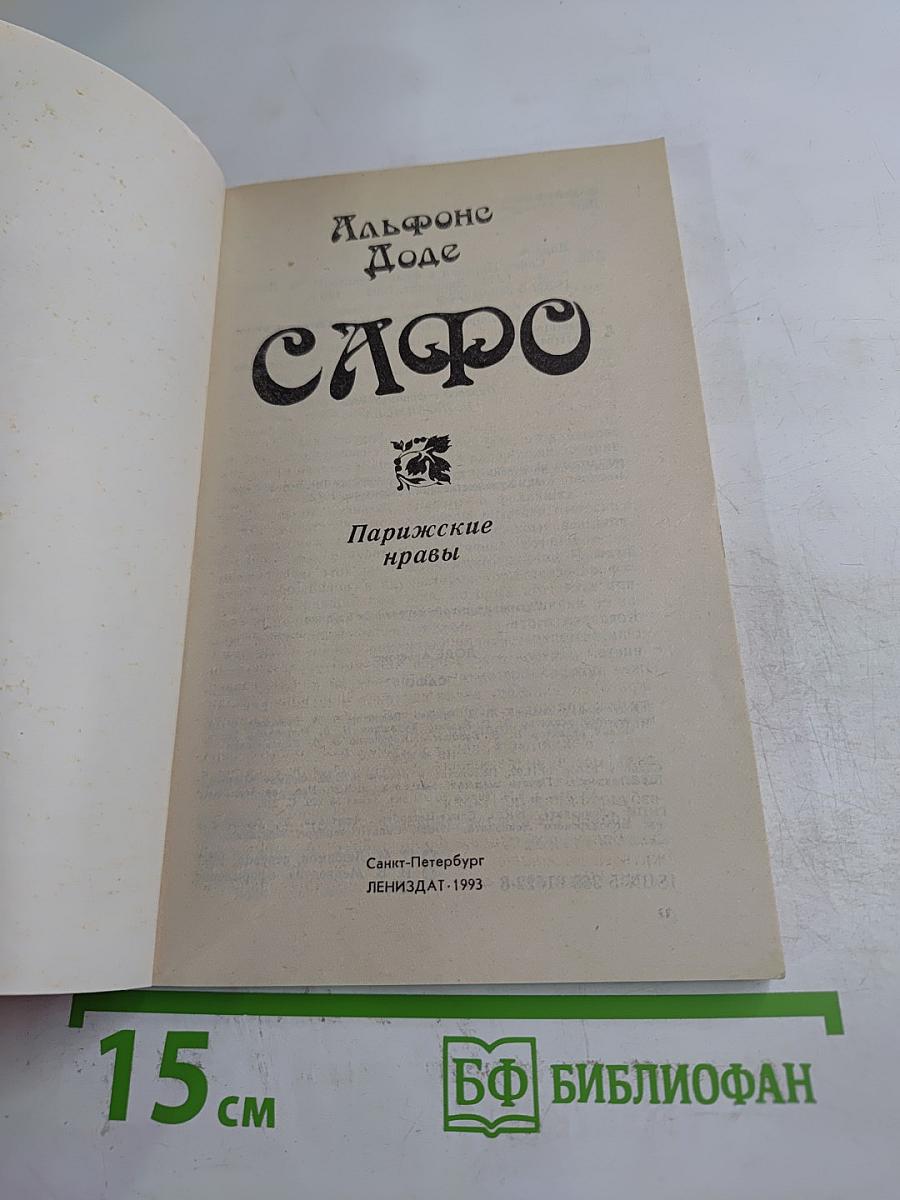 Альфонс
Доде
САФО
Парижские
нравы
Санкт-Петербург
ЛЕНИЗДАТ · 1993
15 см
БФ БИБЛИОФАН